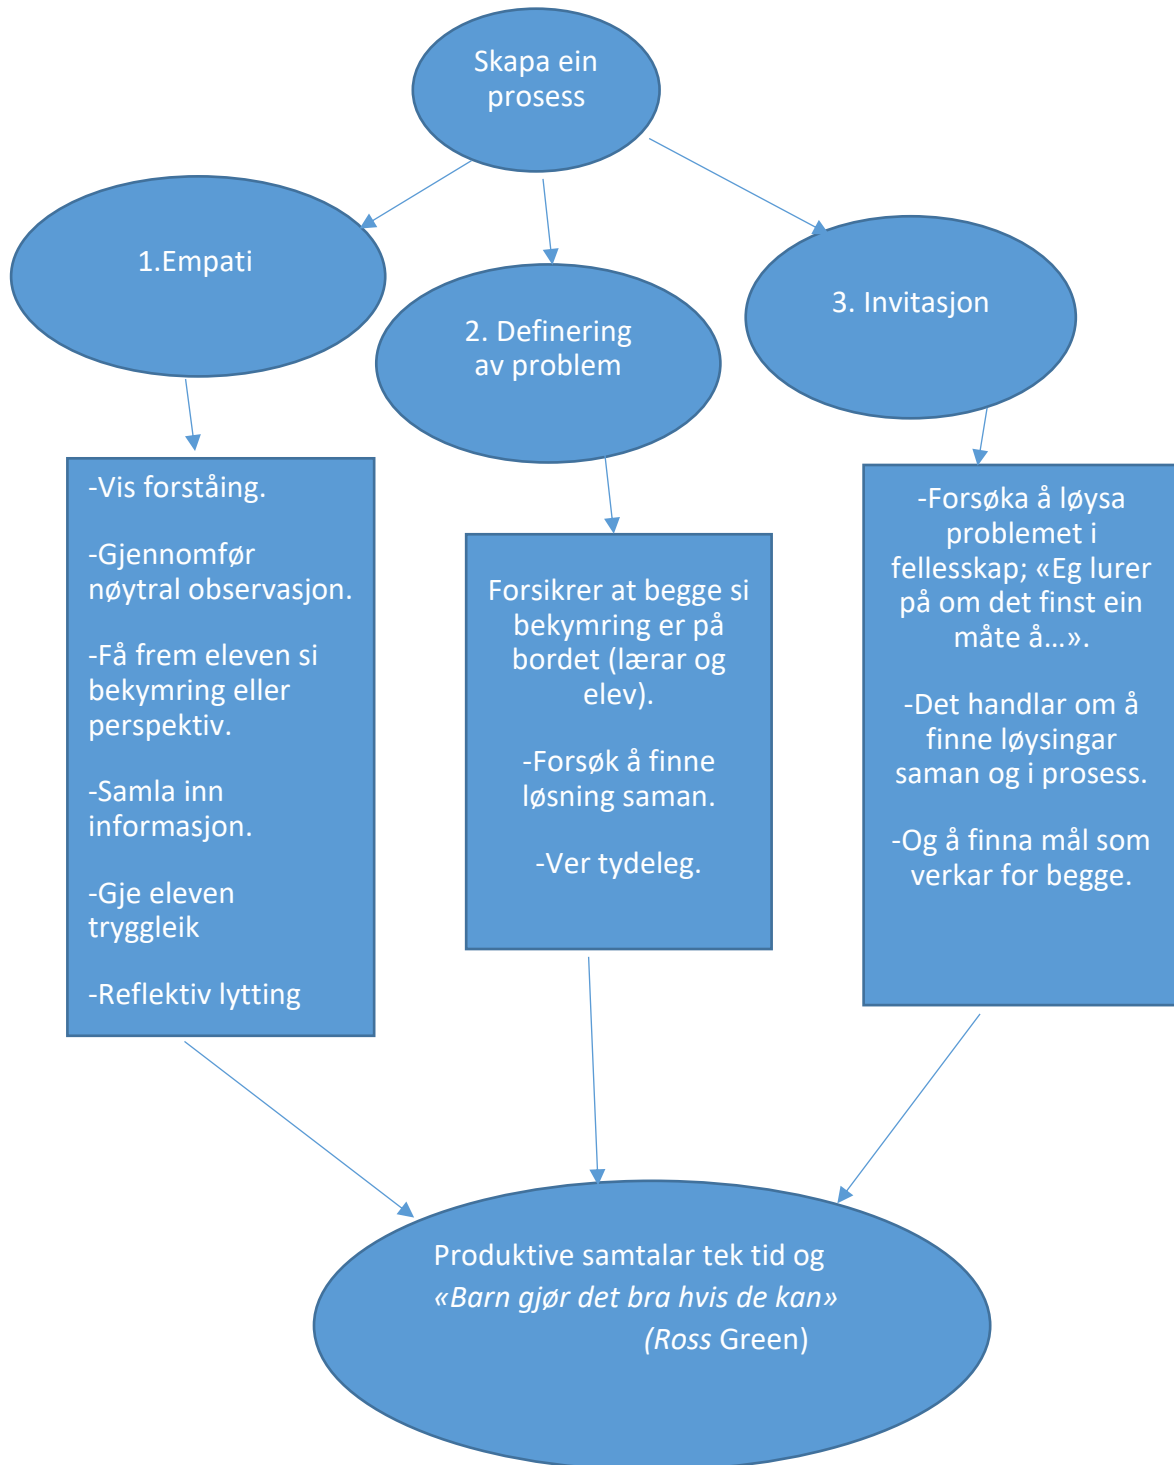 Skapa ein
prosess
1.Empati
2. Definering
av problem
3. Invitasjon
-Vis forståing.
-Gjennomfør
nøytral observasjon.
-Få frem eleven si
bekymring eller
perspektiv.
-Samla inn
informasjon.
-Gje eleven
tryggleik
-Reflektiv lytting
Forsikrer at begge si
bekymring er på
bordet (lærar og
elev).
-Forsøk å finne
løsning saman.
-Ver tydeleg.
-Forsøka å løysa
problemet i
fellesskap; «Eg lurer
på om det finst ein
måte å…».
-Det handlar om å
finne løysingar
saman og i prosess.
-Og å finna mål som
verkar for begge.
Produktive samtalar tek tid og
«Barn gjør det bra hvis de kan»
(Ross Green)